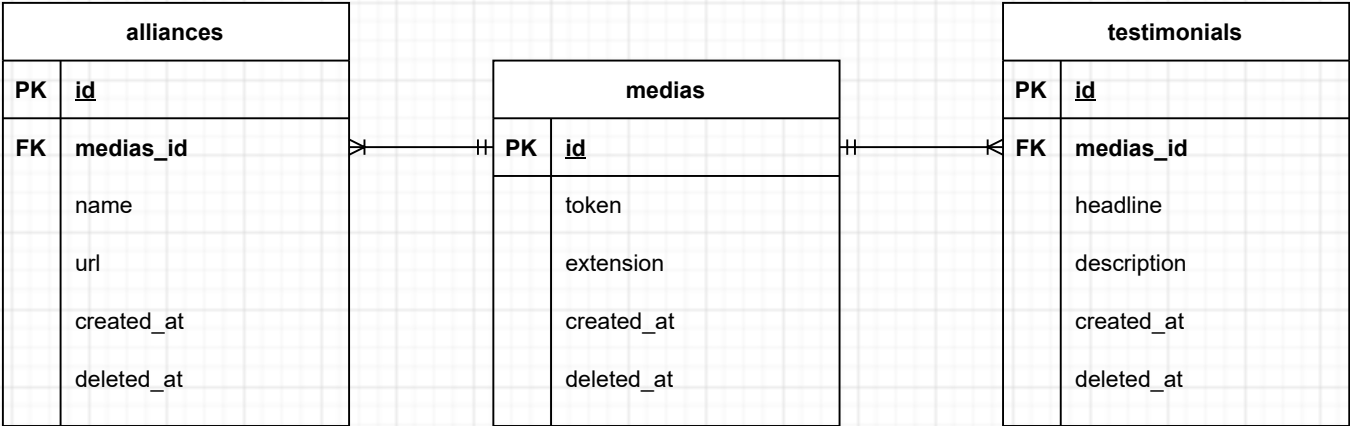 alliances
PK id
FK medias_id
name
url
created_at
deleted_at
medias
PK id
token
extension
created_at
deleted_at
testimonials
PK id
FK medias_id
headline
description
created_at
deleted_at